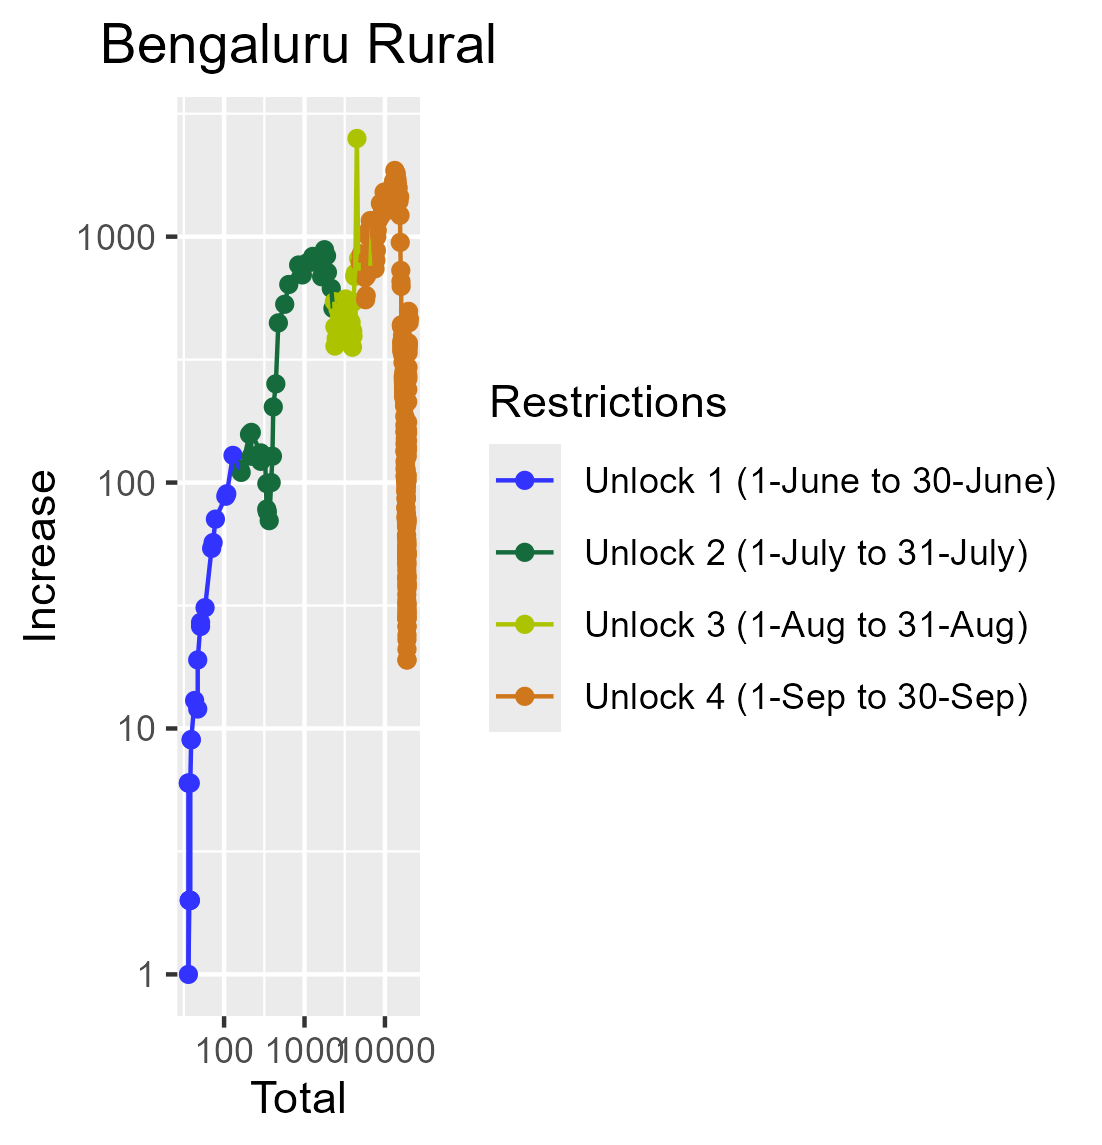 Bengaluru Rural
1000
100
10
1
Increase
100 1000 10000
Total
Restrictions
Unlock 1 (1-June to 30-June)
Unlock 2 (1-July to 31-July)
Unlock 3 (1-Aug to 31-Aug)
Unlock 4 (1-Sep to 30-Sep)